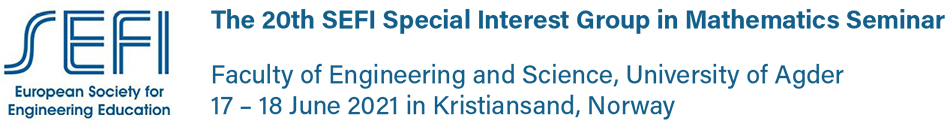 SEFI
European Society for
Engineering Education
The 20th SEFI Special Interest Group in Mathematics Seminar
Faculty of Engineering and Science, University of Agder
17 – 18 June 2021 in Kristiansand, Norway